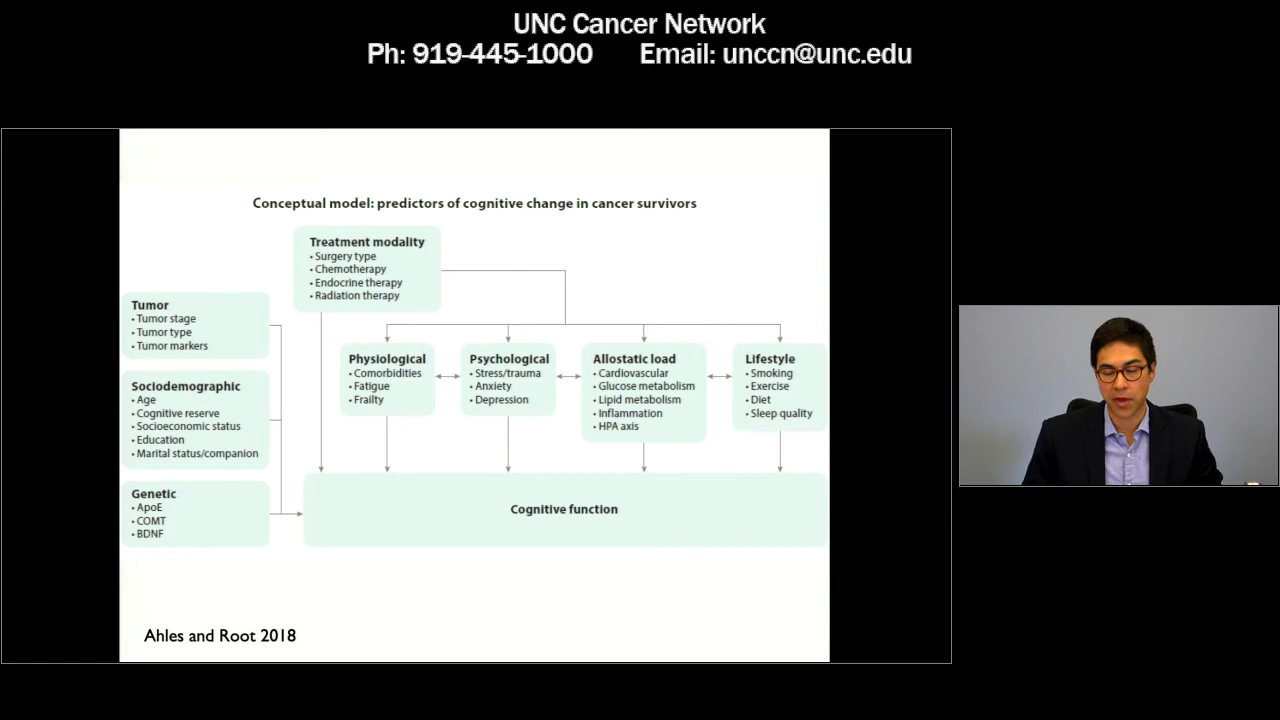 UNC Cancer Network
Ph: 919-445-1000 Email: unccn@unc.edu
Conceptual model: predictors of cognitive change in cancer survivors
Treatment modality
• Surgery type
• Chemotherapy
• Endocrine therapy
• Radiation therapy
Tumor
• Tumor stage
• Tumor type
• Tumor markers
Sociodemographic
• Age
• Cognitive reserve
• Socioeconomic status
• Education
• Marital status/companion
Genetic
• ApoE
• COMT
• BDNF
Physiological
• Comorbidities
• Fatigue
• Frailty
Psychological
• Stress/trauma
• Anxiety
• Depression
Allostatic load
• Cardiovascular
• Glucose metabolism
• Lipid metabolism
• Inflammation
• HPA axis
Lifestyle
• Smoking
• Exercise
• Diet
• Sleep quality
Cognitive function
Ahles and Root 2018